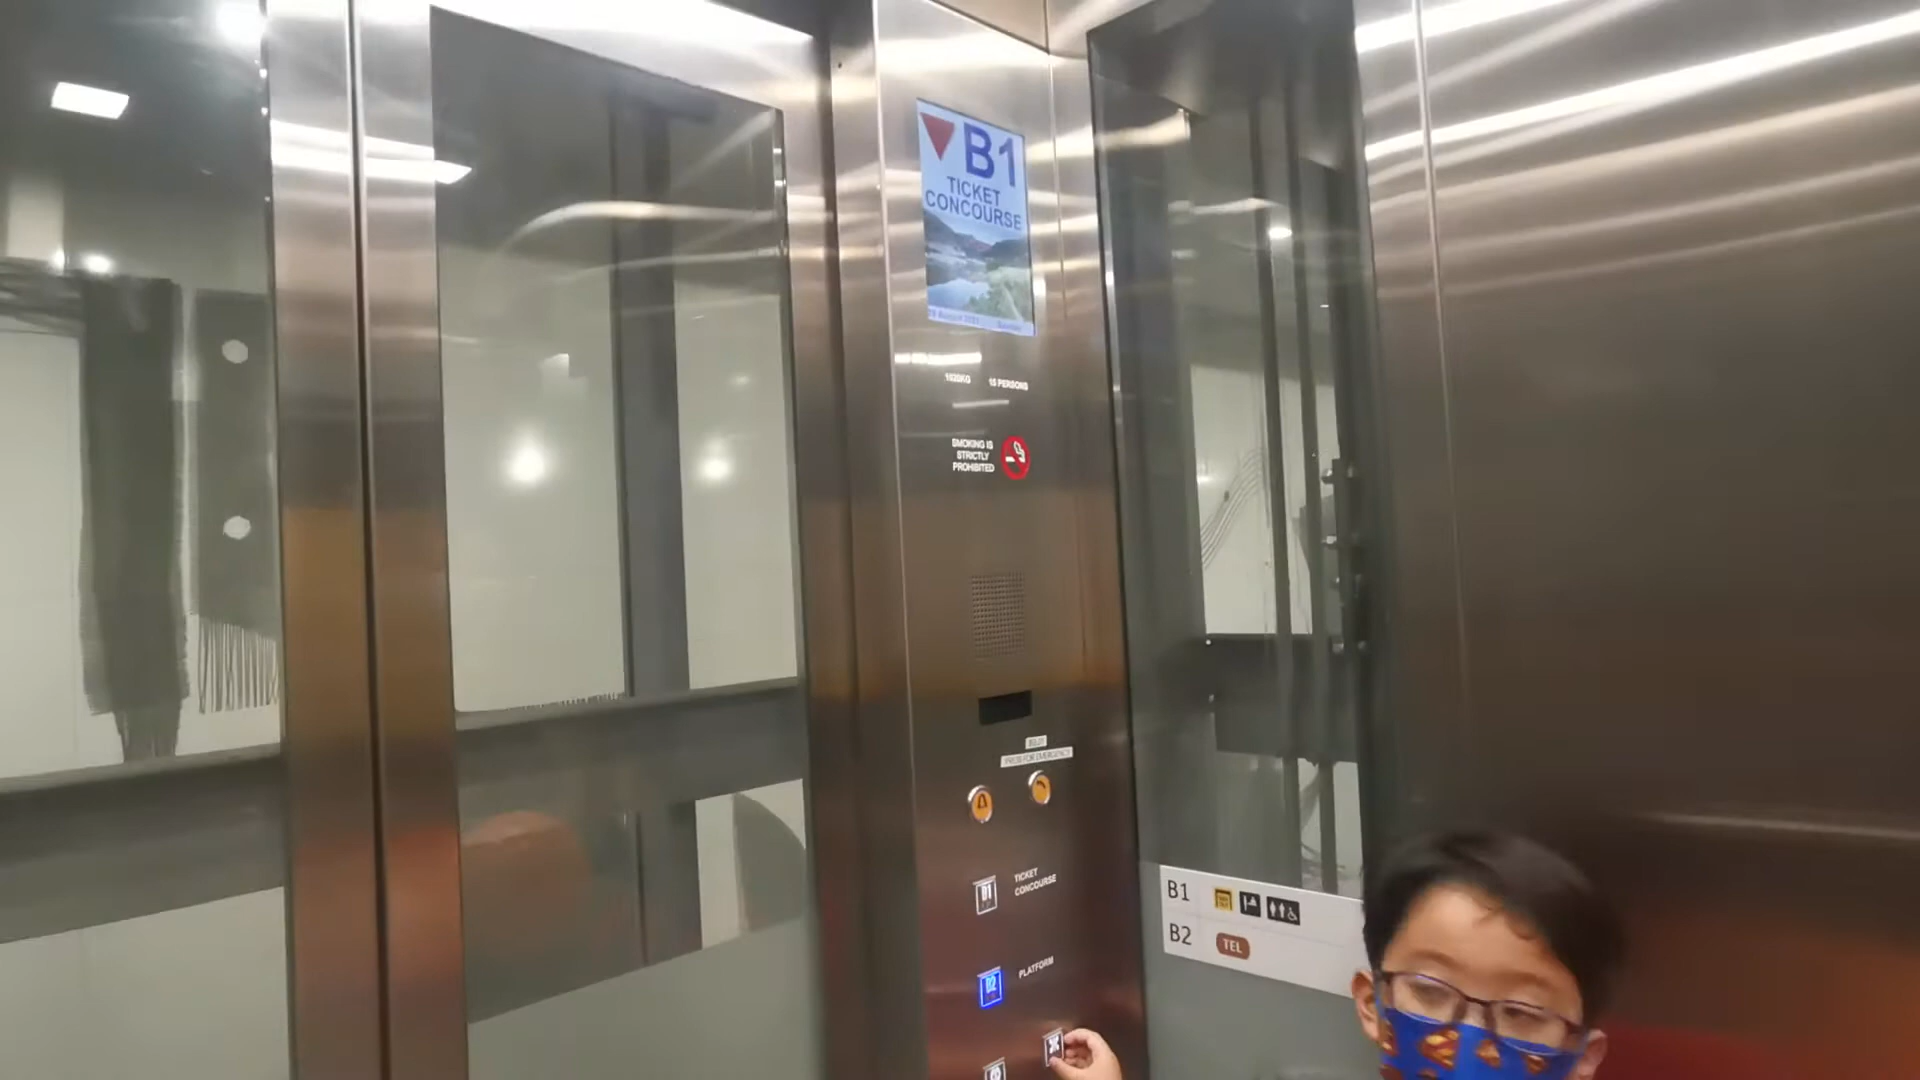 B1
TICKET
CONCOURSE
15 PERSONS
SMOKING IS
STRICTLY
PROHIBITED
PRESS FOR EMERGENCY
B1
TICKET
CONCOURSE
B2
PLATFORM
B1
B2 TEL